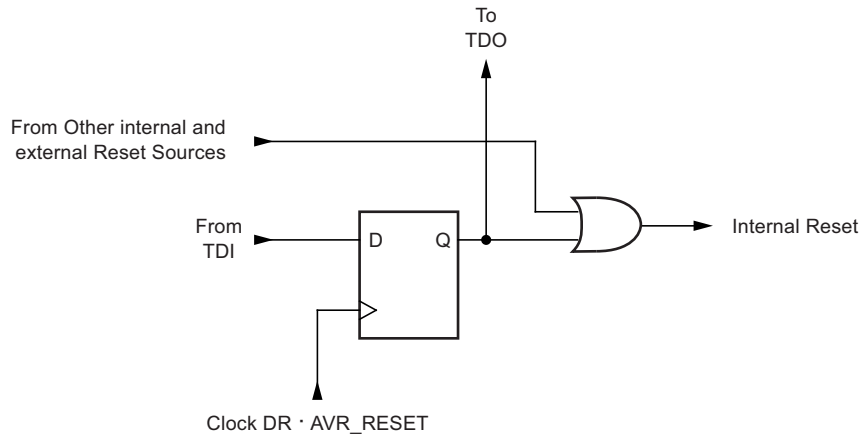 To
TDO
From Other internal and
external Reset Sources
From
TDI
D
Q
Internal Reset
Clock DR · AVR_RESET